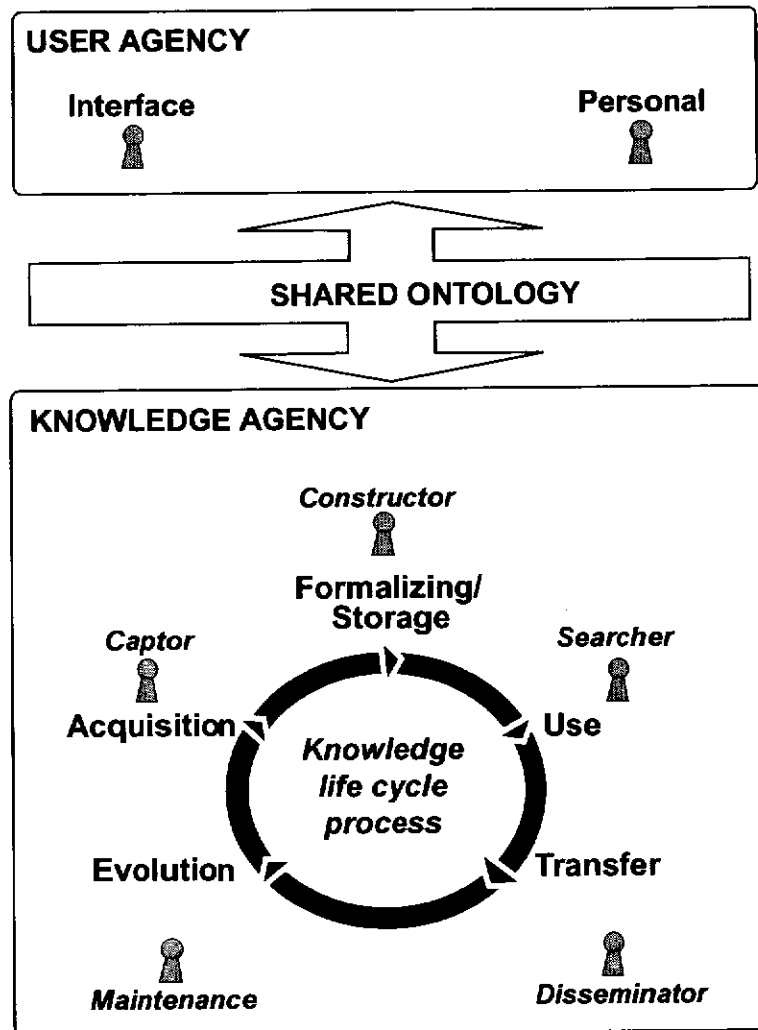 USER AGENCY
Interface
Personal
SHARED ONTOLOGY
KNOWLEDGE AGENCY
Constructor
Formalizing/
Storage
Captor
Searcher
Acquisition
Use
Knowledge
life cycle
process
Evolution
Transfer
Maintenance
Disseminator